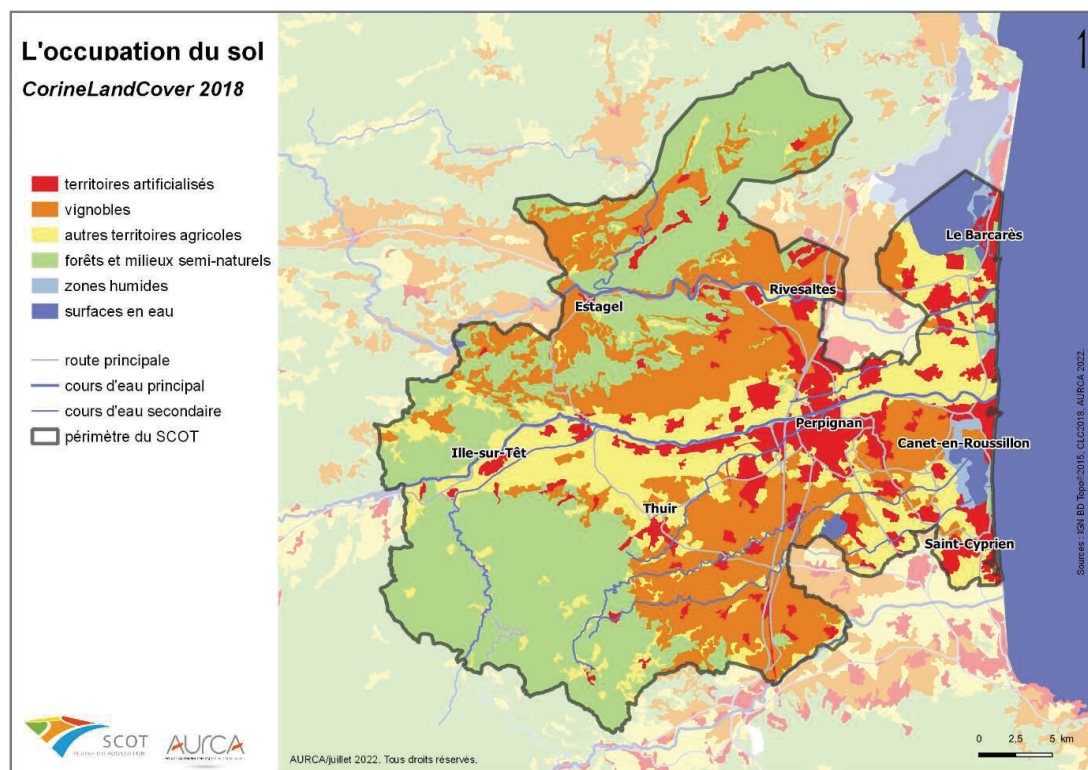 L'occupation du sol
CorineLandCover 2018
territoires artificialisés
vignobles
autres territoires agricoles
forêts et milieux semi-naturels
zones humides
surfaces en eau
route principale
cours d'eau principal
cours d'eau secondaire
périmètre du SCOT
Le Barcarès
Rivesaltes
Estagel
Perpignan
Canet-en-Roussillon
Ille-sur-Têt
Thuir
Saint-Cyprien
Sources : IGN BD Topo©2015, CLC2018, AURCA 2022.
0 2,5 5 km
SCOT
PLAINE DU ROUSSILLON
AURCA
AURCA/juillet 2022. Tous droits réservés.